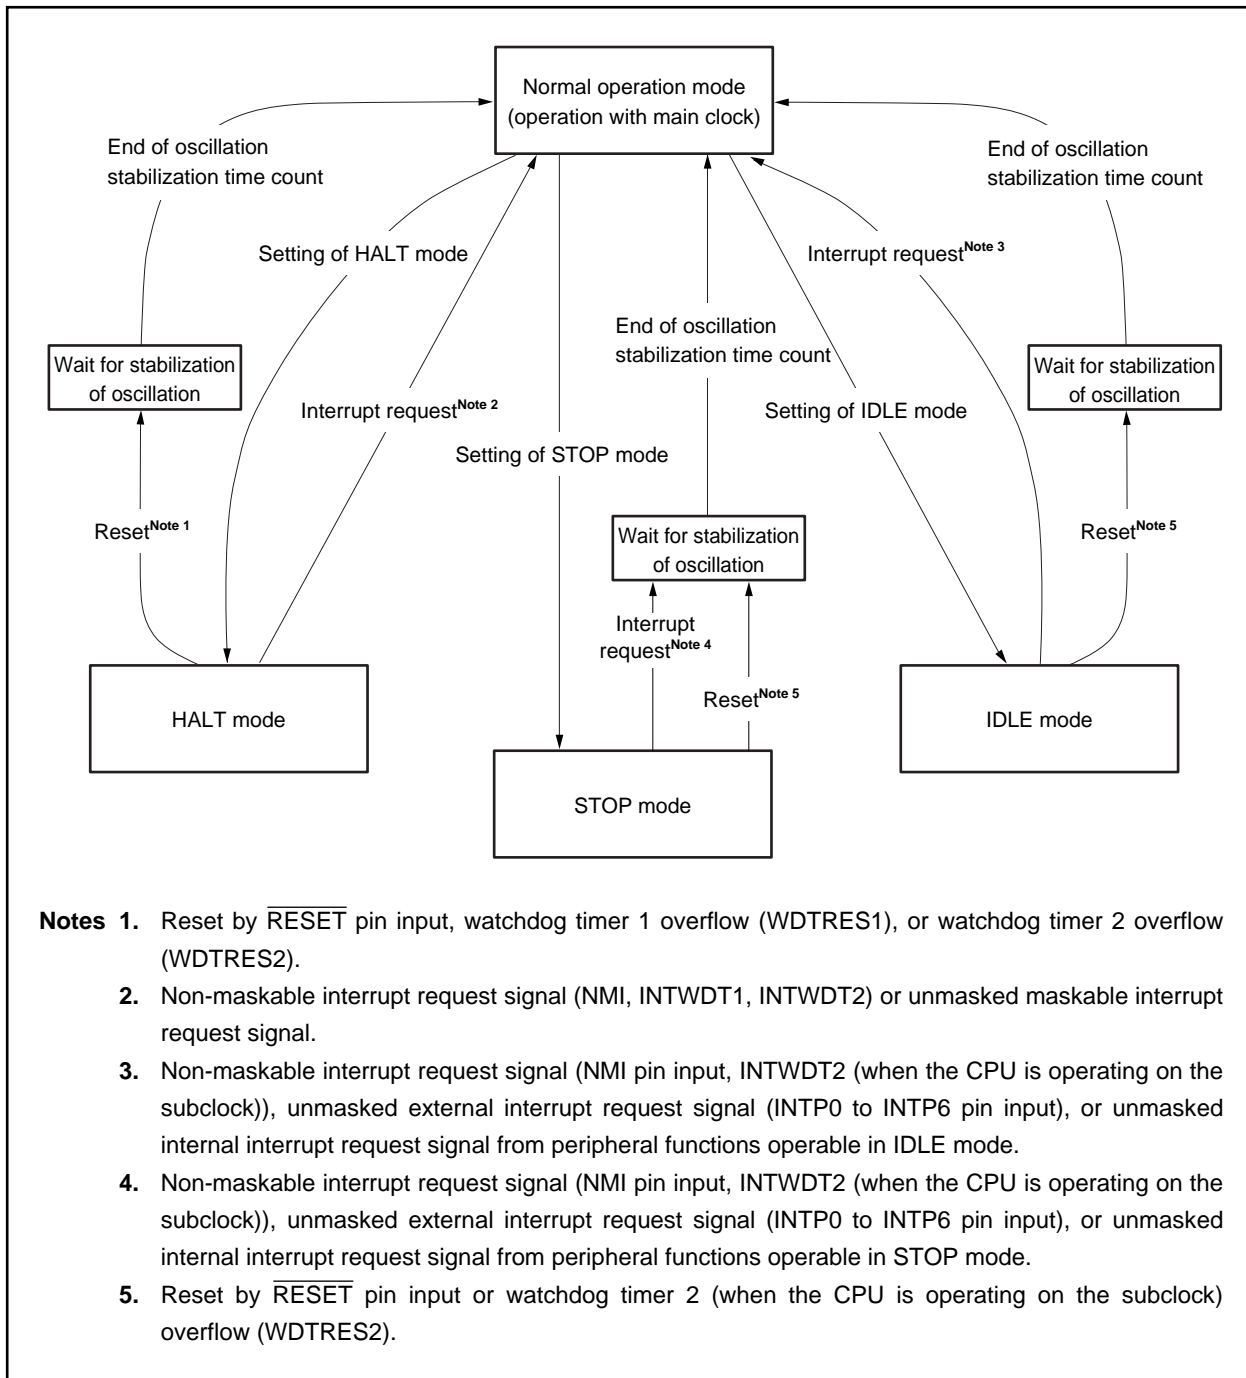 Normal operation mode
(operation with main clock)
End of oscillation
stabilization time count
End of oscillation
stabilization time count
Setting of HALT mode
Interrupt request Note 3
End of oscillation
stabilization time count
Wait for stabilization
of oscillation
Wait for stabilization
of oscillation
Interrupt request Note 2
Setting of IDLE mode
Setting of STOP mode
Reset Note 1
Wait for stabilization
of oscillation
Reset Note 5
Interrupt
request Note 4
Reset Note 5
HALT mode
IDLE mode
STOP mode
Notes 1. Reset by RESET pin input, watchdog timer 1 overflow (WDTRES1), or watchdog timer 2 overflow
(WDTRES2).
2. Non-maskable interrupt request signal (NMI, INTWDT1, INTWDT2) or unmasked maskable interrupt
request signal.
3. Non-maskable interrupt request signal (NMI pin input, INTWDT2 (when the CPU is operating on the
subclock)), unmasked external interrupt request signal (INTP0 to INTP6 pin input), or unmasked
internal interrupt request signal from peripheral functions operable in IDLE mode.
4. Non-maskable interrupt request signal (NMI pin input, INTWDT2 (when the CPU is operating on the
subclock)), unmasked external interrupt request signal (INTP0 to INTP6 pin input), or unmasked
internal interrupt request signal from peripheral functions operable in STOP mode.
5. Reset by RESET pin input or watchdog timer 2 (when the CPU is operating on the subclock)
overflow (WDTRES2).